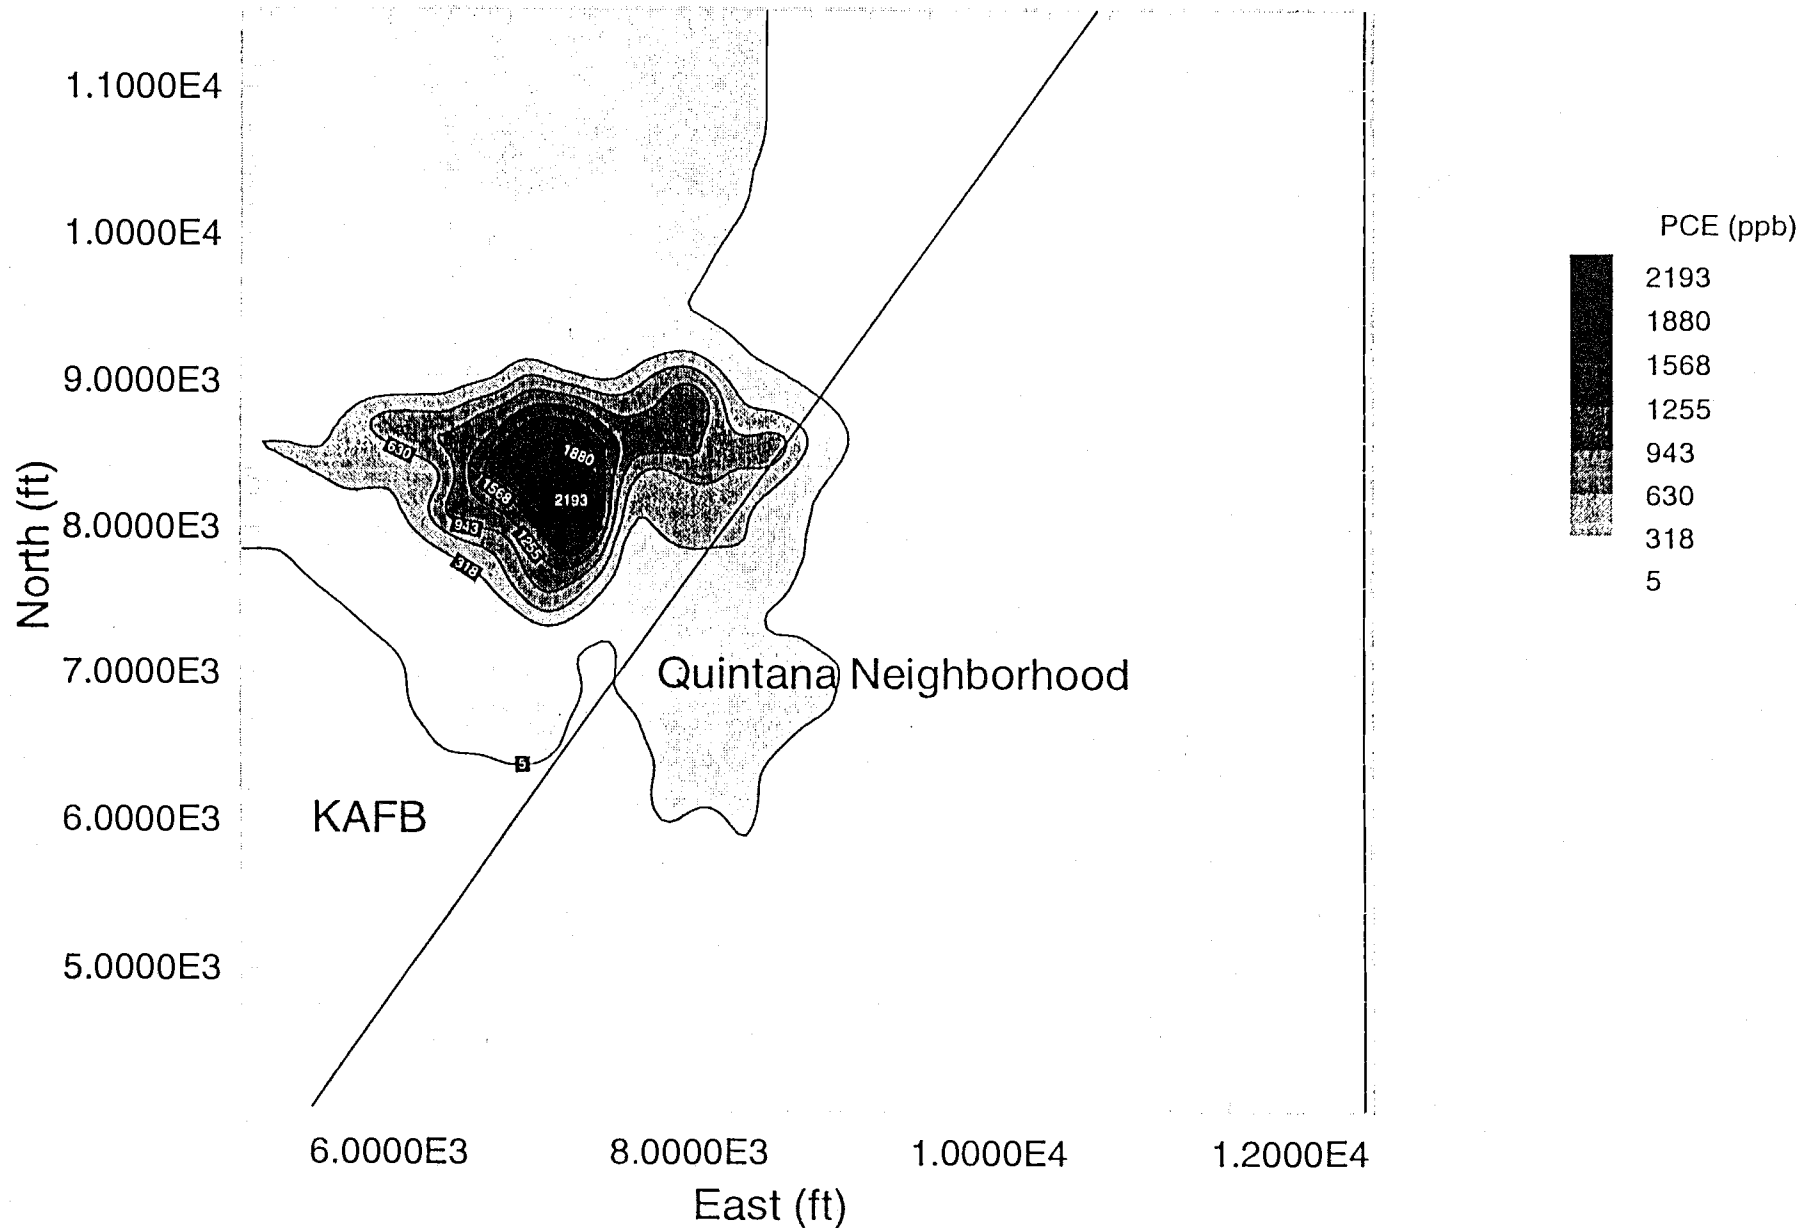 1.1000E4
1.0000E4
9.0000E3
8.0000E3
7.0000E3
6.0000E3
5.0000E3
North (ft)
6.0000E3 8.0000E3 1.0000E4 1.2000E4
East (ft)
630
1880
1568
2193
943
1255
318
5
Quintana Neighborhood
KAFB
PCE (ppb)
2193
1880
1568
1255
943
630
318
5